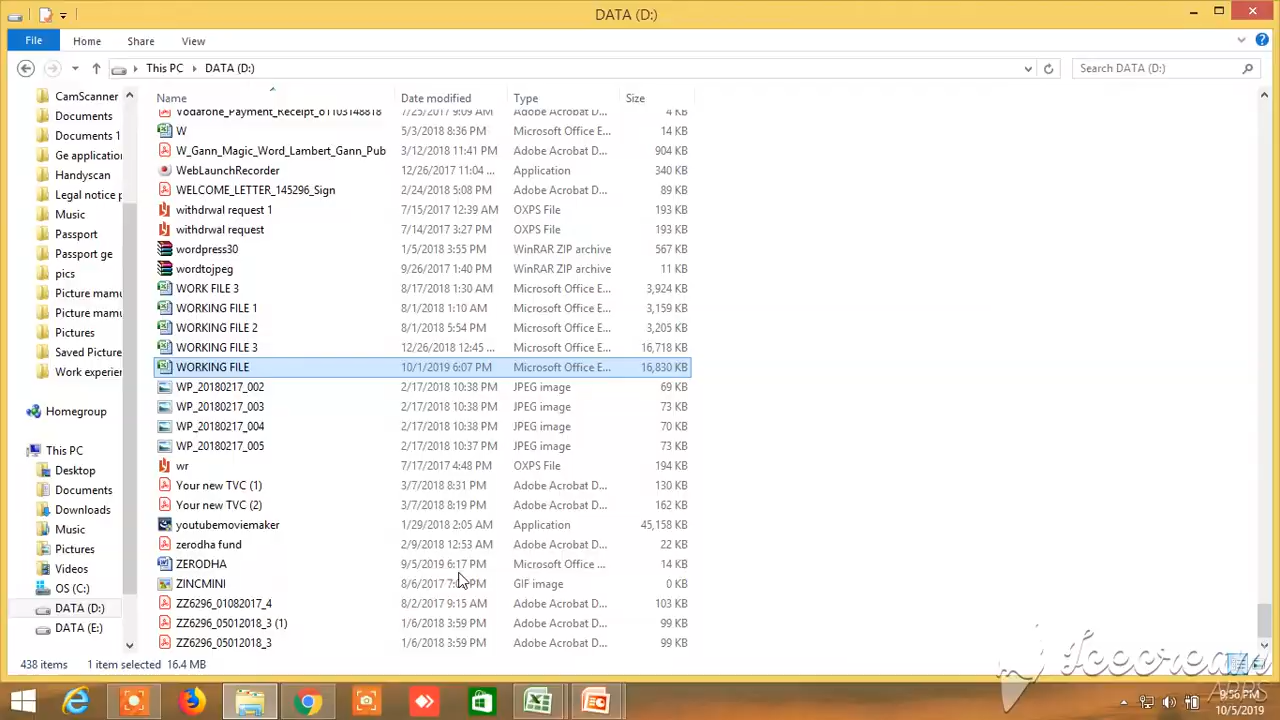 DATA (D:)
File Home Share View
This PC DATA (D:) Search DATA (D:)
Name Date modified Type Size
CamScanner
Documents
Documents 1
Ge application
Handyscan
Legal notice p
Music
Passport
Passport ge
pics
Picture mamu
Picture mamu
Pictures
Saved Picture
Work experien
Homegroup
This PC
Desktop
Documents
Downloads
Music
Pictures
Videos
OS (C:)
DATA (D:)
DATA (E:)
Vodafone_Payment_Receipt_61103148818 7/25/2017 9:09 AM Adobe Acrobat D... 4 KB
W 5/3/2018 8:36 PM Microsoft Office E... 14 KB
W_Gann_Magic_Word_Lambert_Gann_Pub 3/12/2018 11:41 PM Adobe Acrobat D... 904 KB
WebLaunchRecorder 12/26/2017 11:04 ... Application 340 KB
WELCOME_LETTER_145296_Sign 2/24/2018 5:08 PM Adobe Acrobat D... 89 KB
withdrwal request 1 7/15/2017 12:39 AM OXPS File 193 KB
withdrwal request 7/14/2017 3:27 PM OXPS File 193 KB
wordpress30 1/5/2018 3:55 PM WinRAR ZIP archive 567 KB
wordtojpeg 9/26/2017 1:40 PM WinRAR ZIP archive 11 KB
WORK FILE 3 8/17/2018 1:30 AM Microsoft Office E... 3,924 KB
WORKING FILE 1 8/1/2018 1:10 AM Microsoft Office E... 3,159 KB
WORKING FILE 2 8/1/2018 5:54 PM Microsoft Office E... 3,205 KB
WORKING FILE 3 12/26/2018 12:45 ... Microsoft Office E... 16,718 KB
WORKING FILE 10/1/2019 6:07 PM Microsoft Office E... 16,830 KB
WP_20180217_002 2/17/2018 10:38 PM JPEG image 69 KB
WP_20180217_003 2/17/2018 10:38 PM JPEG image 73 KB
WP_20180217_004 2/17/2018 10:38 PM JPEG image 70 KB
WP_20180217_005 2/17/2018 10:37 PM JPEG image 73 KB
wr 7/17/2017 4:48 PM OXPS File 194 KB
Your new TVC (1) 3/7/2018 8:31 PM Adobe Acrobat D... 130 KB
Your new TVC (2) 3/7/2018 8:19 PM Adobe Acrobat D... 162 KB
youtubemoviemaker 1/29/2018 2:05 AM Application 45,158 KB
zerodha fund 2/9/2018 12:53 AM Adobe Acrobat D... 22 KB
ZERODHA 9/5/2019 6:17 PM Microsoft Office ... 14 KB
ZINCMINI 8/6/2017 PM GIF image 0 KB
ZZ6296_01082017_4 8/2/2017 9:15 AM Adobe Acrobat D... 103 KB
ZZ6296_05012018_3 (1) 1/6/2018 3:59 PM Adobe Acrobat D... 99 KB
ZZ6296_05012018_3 1/6/2018 3:59 PM Adobe Acrobat D... 99 KB
438 items 1 item selected 16.4 MB
Icecream
APPS
9:56 PM
10/5/2019